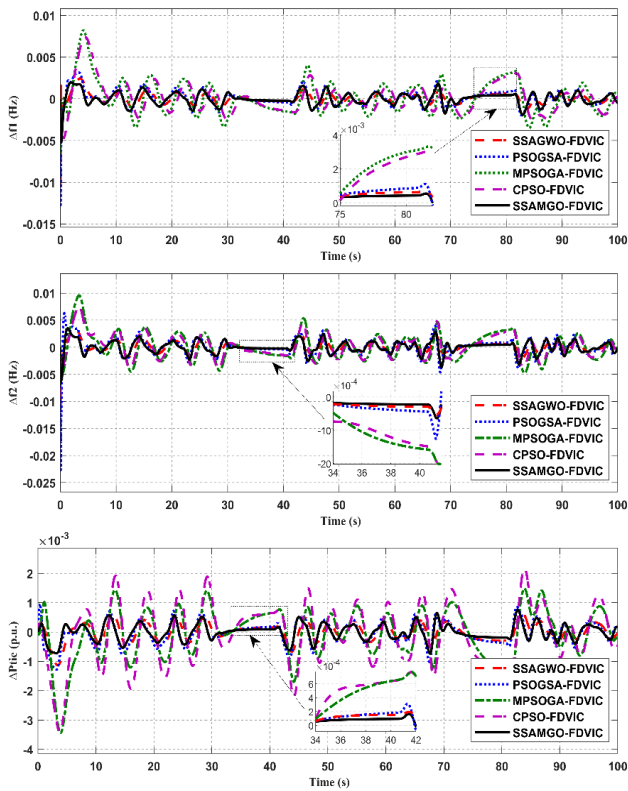 0.01
0.005
0
-0.005
-0.01
-0.015
Δf1 (Hz)
×10⁻³
4
2
0
75
80
SSAGWO-FDVIC
PSOGSA-FDVIC
MPSOGA-FDVIC
CPSO-FDVIC
SSAMGO-FDVIC
0 10 20 30 40 50 60 70 80 90 100
Time (s)
0.01
0.005
0
-0.005
-0.01
-0.015
-0.02
-0.025
Δf2 (Hz)
×10⁻⁴
0
-10
-20
34 36 38 40
SSAGWO-FDVIC
PSOGSA-FDVIC
MPSOGA-FDVIC
CPSO-FDVIC
SSAMGO-FDVIC
0 10 20 30 40 50 60 70 80 90 100
Time (s)
×10⁻³
2
1
0
-1
-2
-3
-4
ΔPtie (p.u.)
×10⁻⁴
6
4
2
0
34 36 38 40 42
SSAGWO-FDVIC
PSOGSA-FDVIC
MPSOGA-FDVIC
CPSO-FDVIC
SSAMGO-FDVIC
0 10 20 30 40 50 60 70 80 90 100
Time (s)